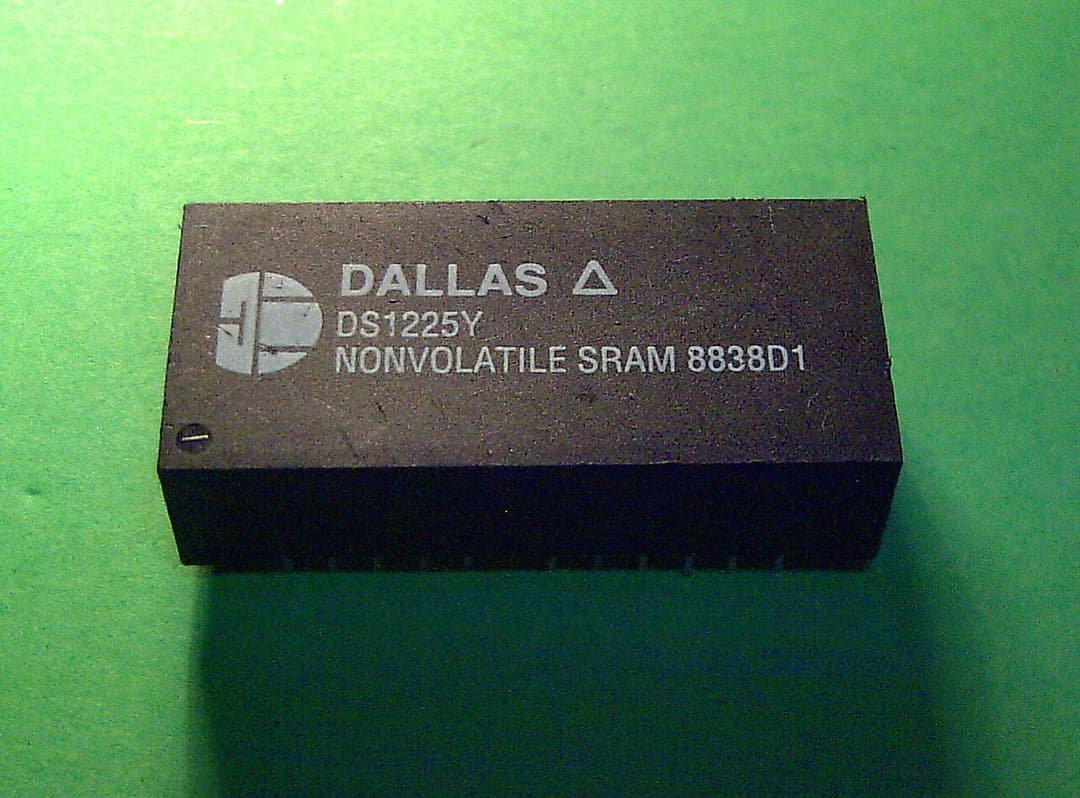 DALLAS △
DS1225Y
NONVOLATILE SRAM 8838D1